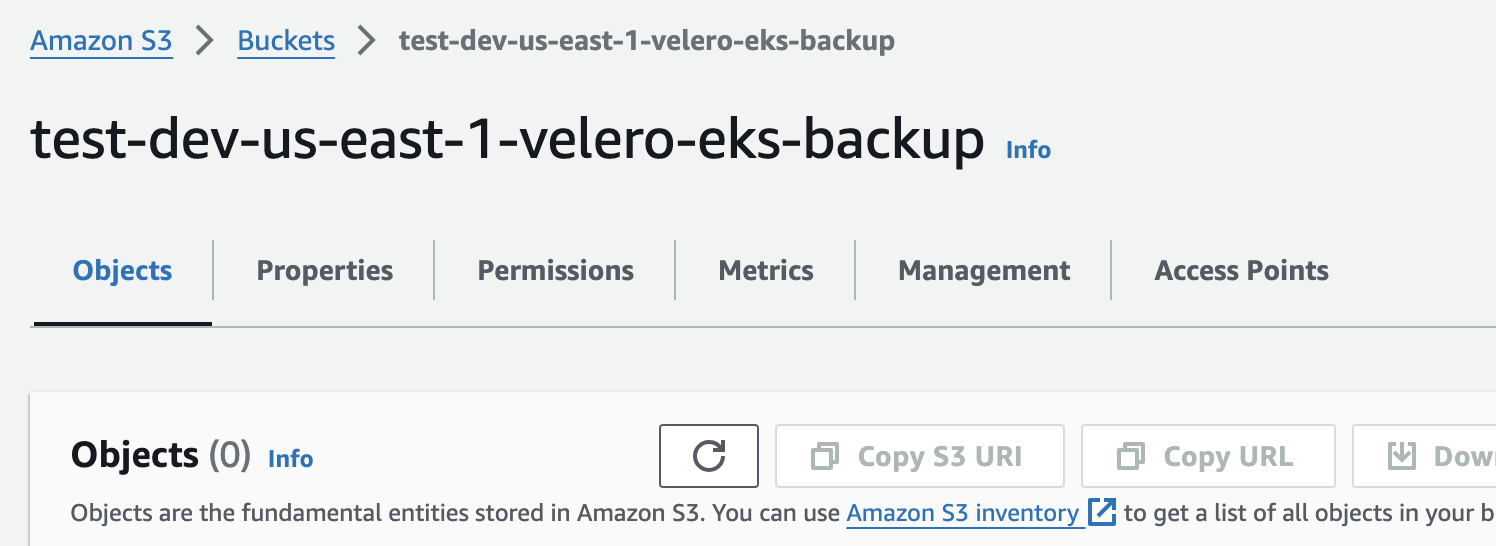 Amazon S3 > Buckets > test-dev-us-east-1-velero-eks-backup
test-dev-us-east-1-velero-eks-backup Info
Objects Properties Permissions Metrics Management Access Points
Objects (0) Info Copy S3 URI Copy URL Dow
Objects are the fundamental entities stored in Amazon S3. You can use Amazon S3 inventory to get a list of all objects in your b